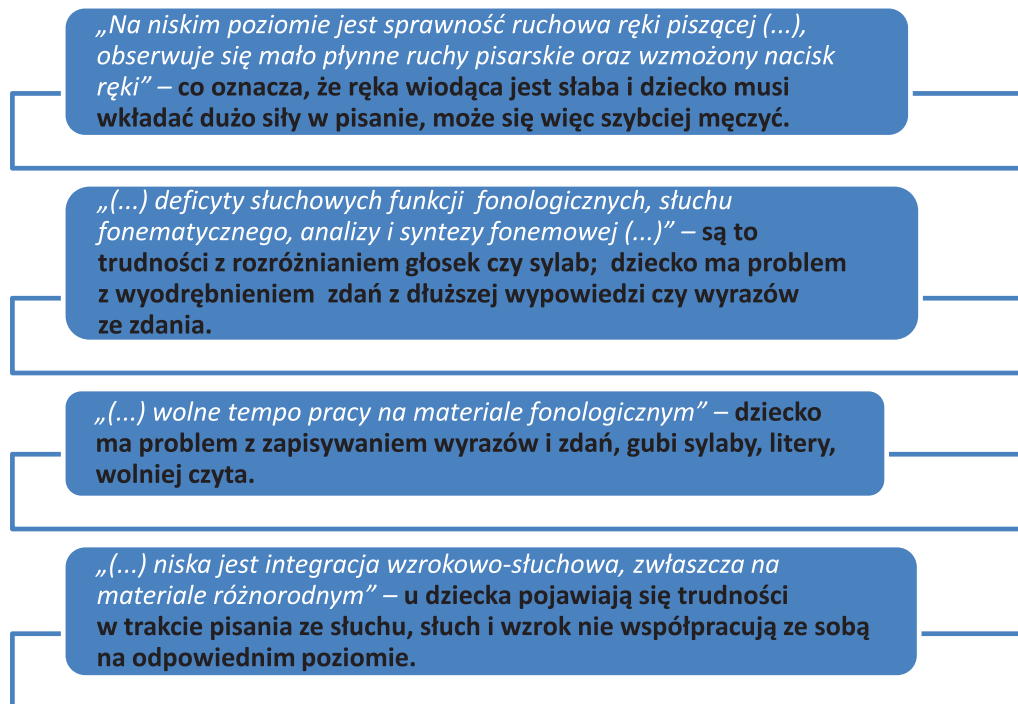 „Na niskim poziomie jest sprawność ruchowa ręki piszącej (...),
obserwuje się mało płynne ruchy pisarskie oraz wzmożony nacisk
ręki” – co oznacza, że ręka wiodąca jest słaba i dziecko musi
wkładać dużo siły w pisanie, może się więc szybciej męczyć.
„(...) deficyty słuchowych funkcji fonologicznych, słuchu
fonematycznego, analizy i syntezy fonemowej (...)” – są to
trudności z rozróżnianiem głosek czy sylab; dziecko ma problem
z wyodrębnieniem zdań z dłuższej wypowiedzi czy wyrazów
ze zdania.
„(...) wolne tempo pracy na materiale fonologicznym” – dziecko
ma problem z zapisywaniem wyrazów i zdań, gubi sylaby, litery,
wolniej czyta.
„(...) niska jest integracja wzrokowo-słuchowa, zwłaszcza na
materiale różnorodnym” – u dziecka pojawiają się trudności
w trakcie pisania ze słuchu, słuch i wzrok nie współpracują ze sobą
na odpowiednim poziomie.